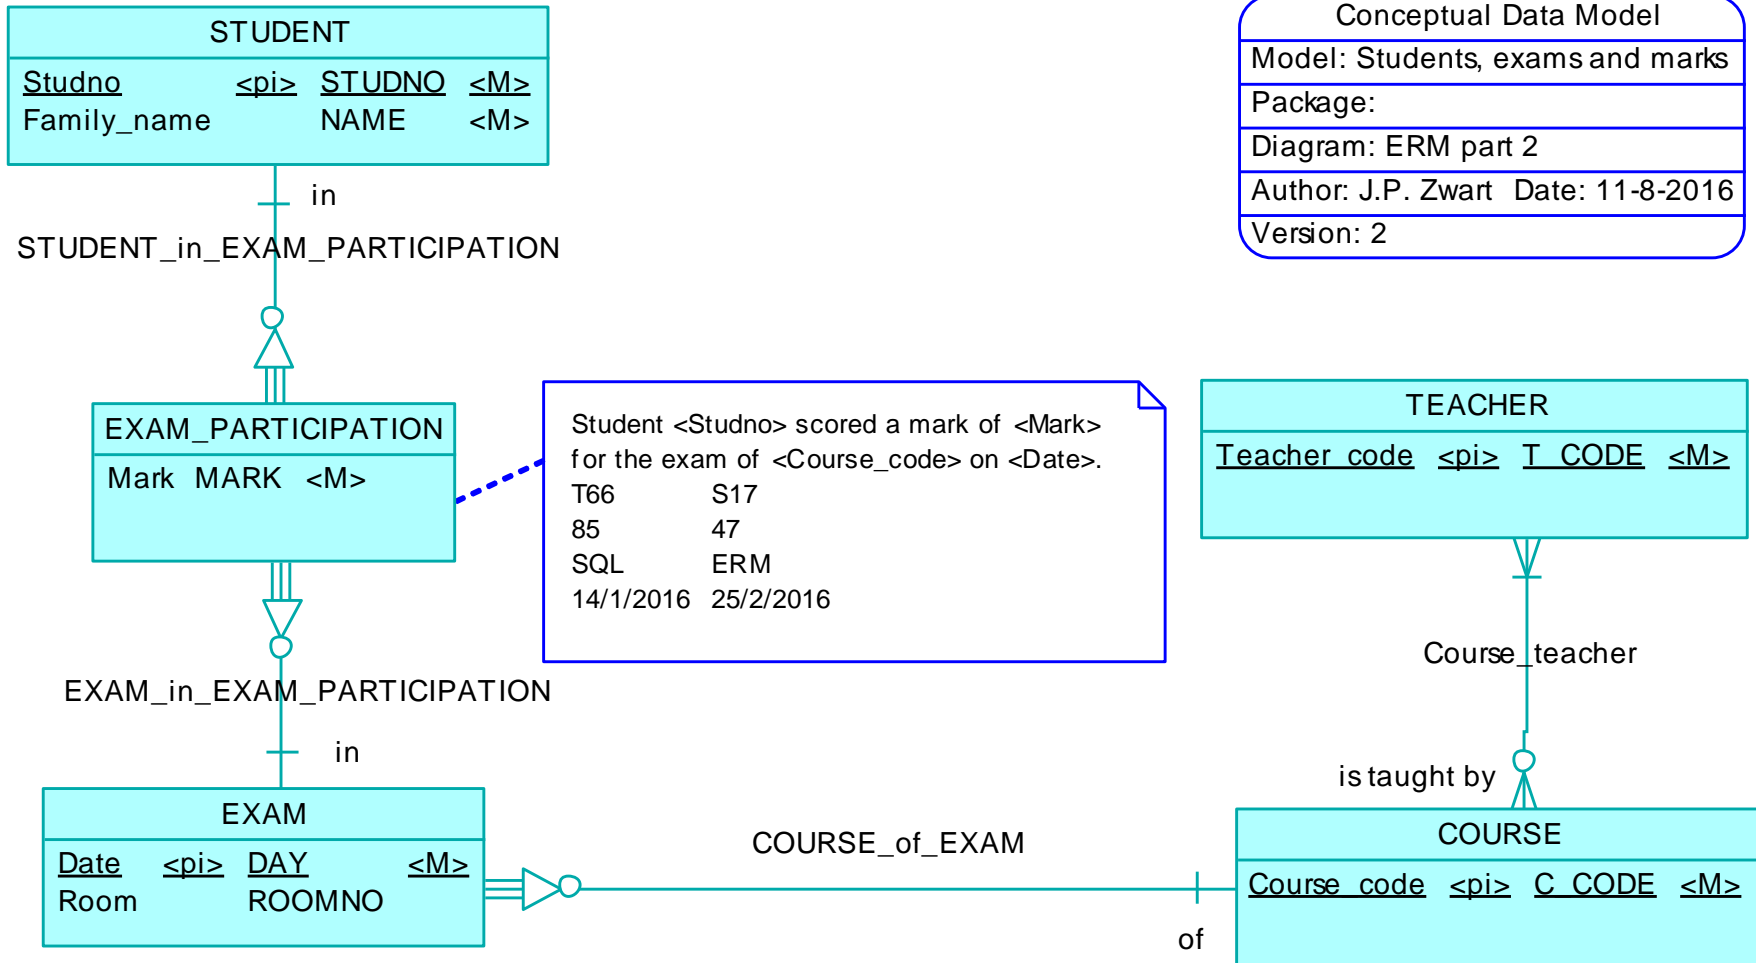 STUDENT
Studno <pi> STUDNO <M>
Family_name NAME <M>
in
STUDENT_in_EXAM_PARTICIPATION
Conceptual Data Model
Model: Students, exams and marks
Package:
Diagram: ERM part 2
Author: J.P. Zwart Date: 11-8-2016
Version: 2
EXAM_PARTICIPATION
Mark MARK <M>
Student <Studno> scored a mark of <Mark>
for the exam of <Course_code> on <Date>.
T66 S17
85 47
SQL ERM
14/1/2016 25/2/2016
TEACHER
Teacher_code <pi> T_CODE <M>
Course_teacher
is taught by
EXAM_in_EXAM_PARTICIPATION
in
EXAM
Date <pi> DAY <M>
Room ROOMNO
COURSE_of_EXAM
of
COURSE
Course_code <pi> C_CODE <M>